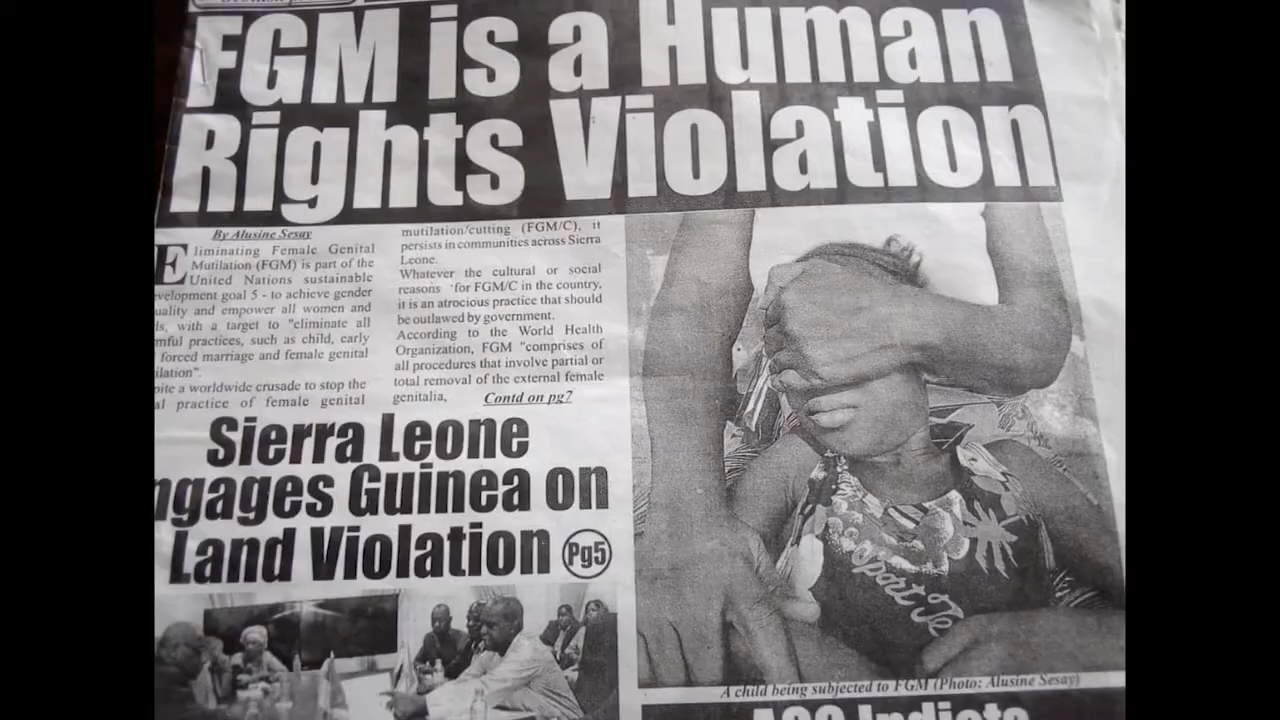 FGM is a Human
Rights Violation
By Alusine Sesay
Eliminating Female Genital
Mutilation (FGM) is part of the
United Nations sustainable
evelopment goal 5 - to achieve gender
uality and empower all women and
ls, with a target to "eliminate all
mful practices, such as child, early
forced marriage and female genital
ilation".
pite a worldwide crusade to stop the
al practice of female genital
mutilation/cutting (FGM/C), it
persists in communities across Sierra
Leone.
Whatever the cultural or social
reasons for FGM/C in the country,
it is an atrocious practice that should
be outlawed by government.
According to the World Health
Organization, FGM "comprises of
all procedures that involve partial or
total removal of the external female
genitalia, Contd on pg7
Sierra Leone
ngages Guinea on
Land Violation Pg5
Sport Te
A child being subjected to FGM (Photo: Alusine Sesay)
ACC Indicts